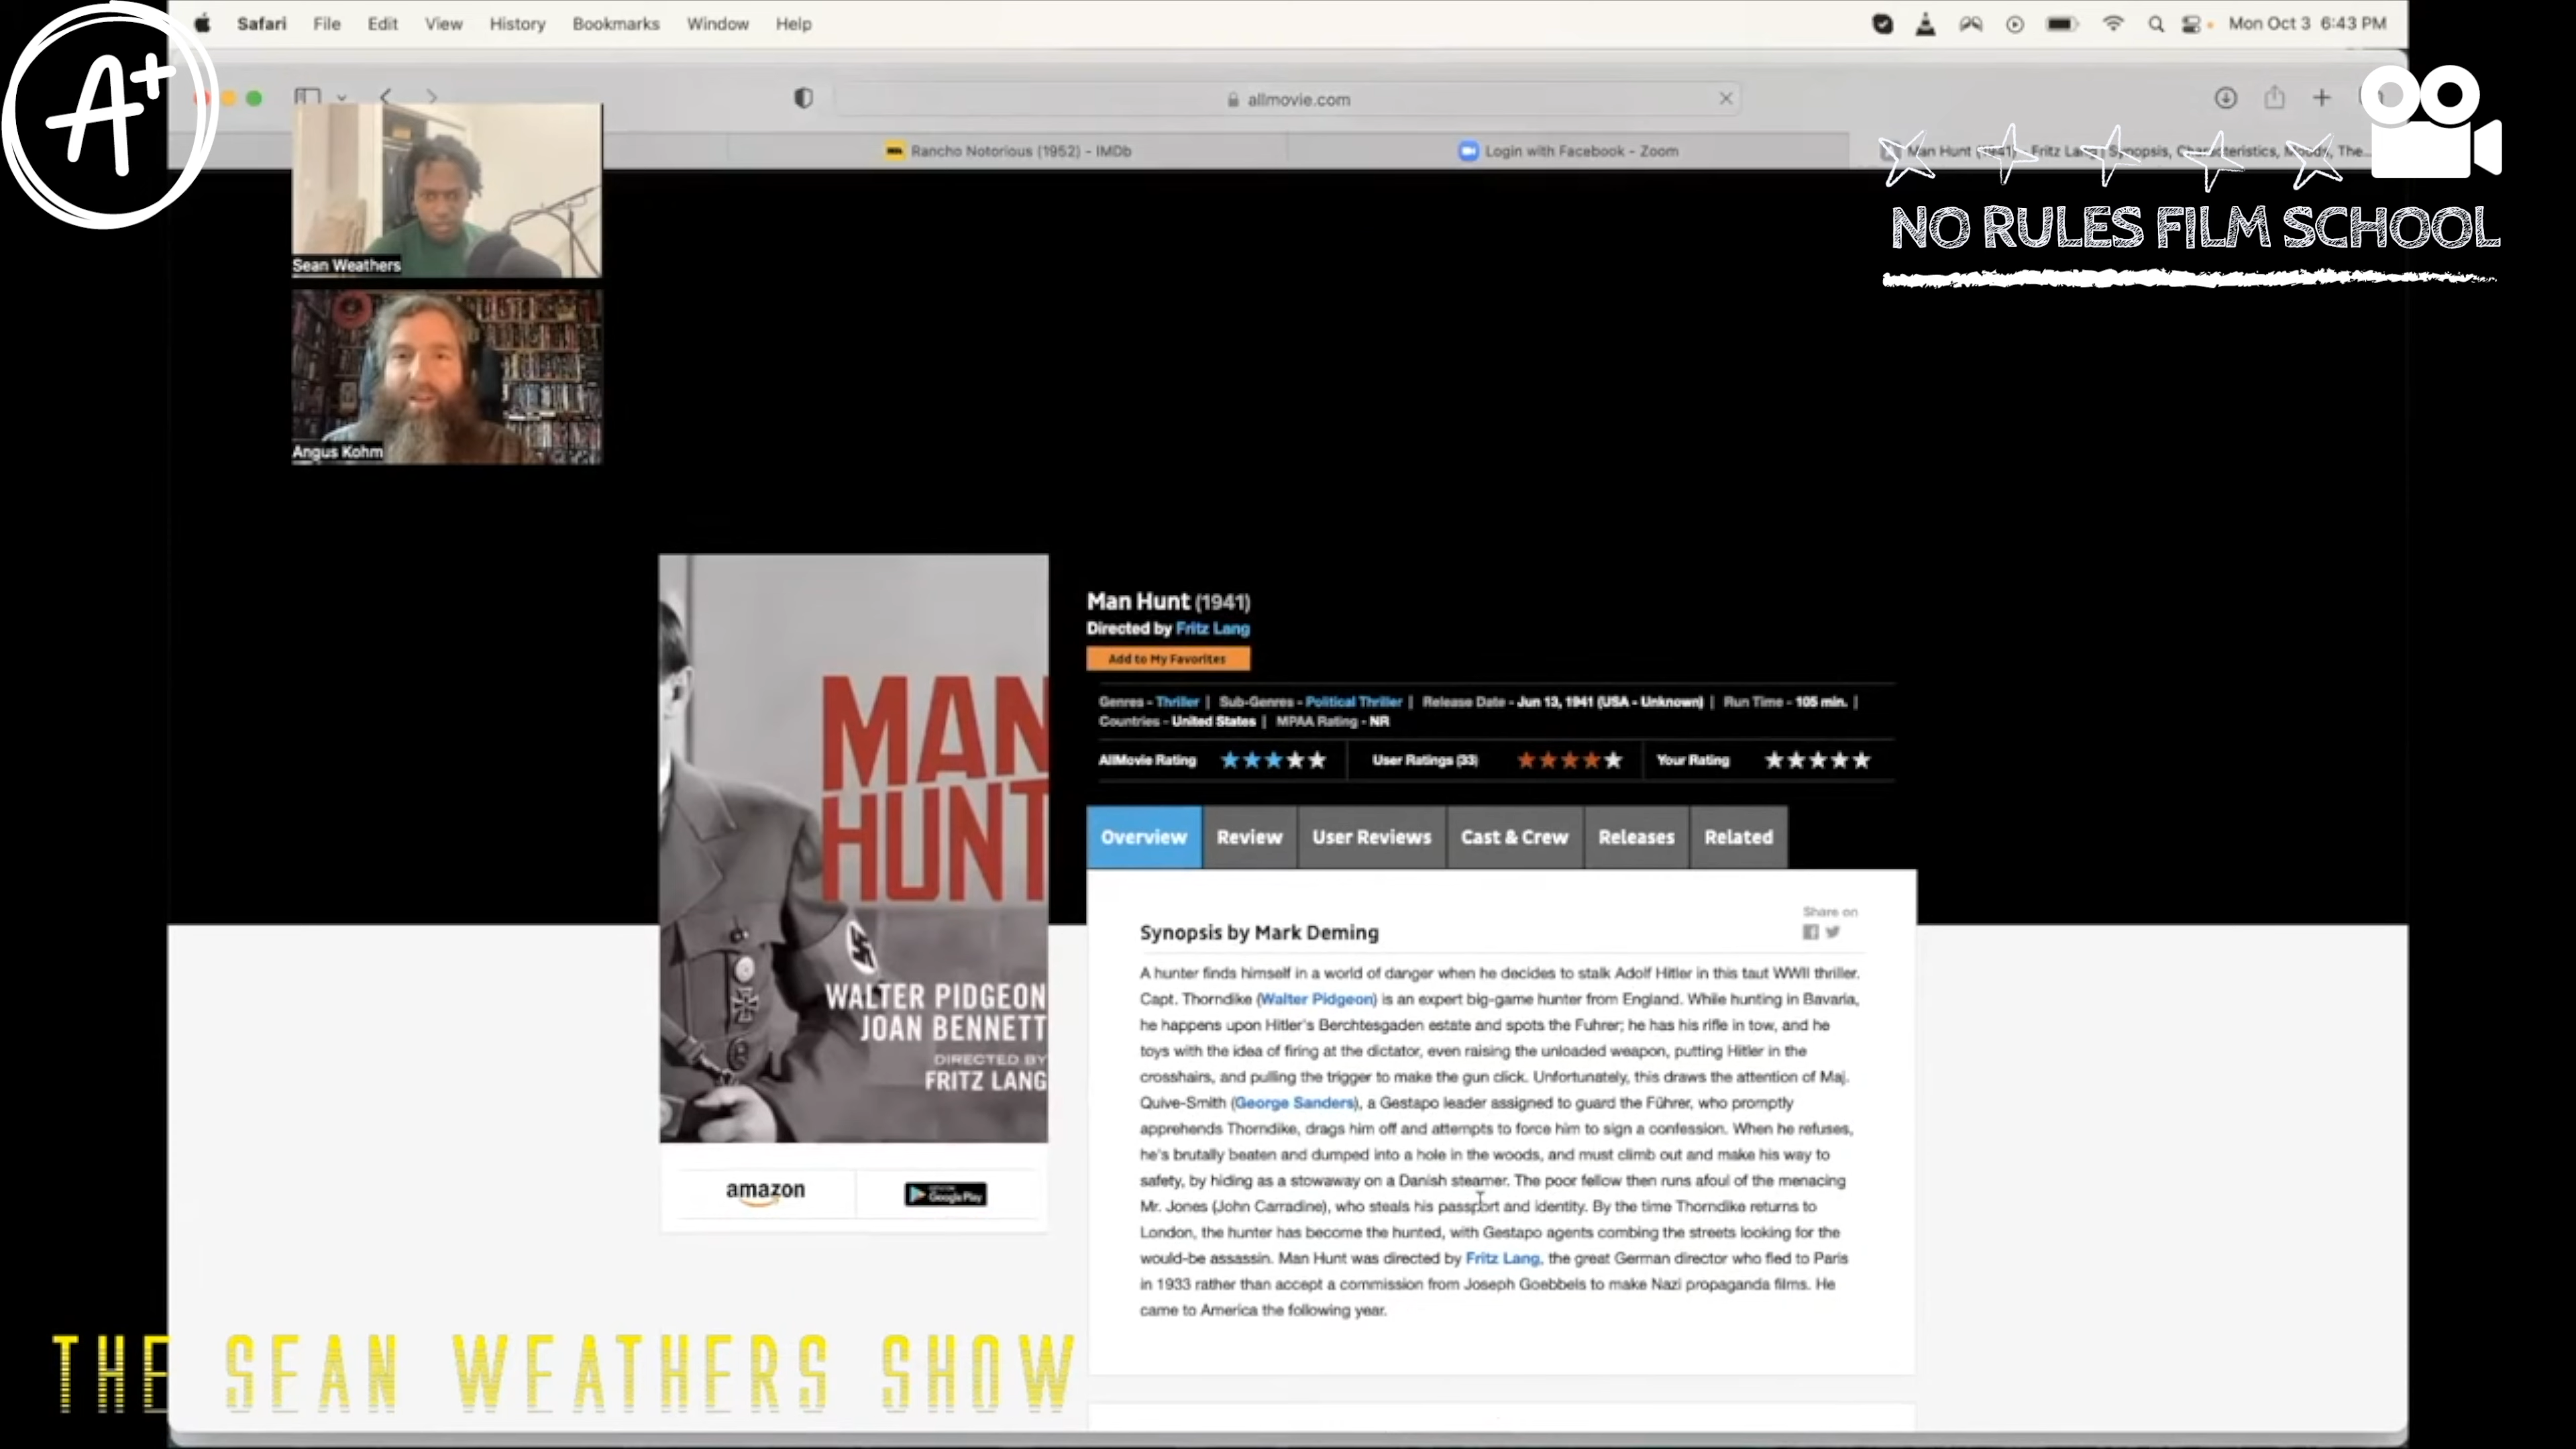 Safari File Edit View History Bookmarks Window Help Mon Oct 3 6:43 PM
A+
allmovie.com
Rancho Notorious (1952) - IMDb
Login with Facebook - Zoom
Man Hunt (1941) - Fritz Lang | Synopsis, Characteristics, Moods, The...
NO RULES FILM SCHOOL
Sean Weathers
Angus Kohm
MAN
HUNT
WALTER PIDGEON
JOAN BENNETT
DIRECTED BY
FRITZ LANG
amazon
Google Play
Man Hunt (1941)
Directed by Fritz Lang
Add to My Favorites
Genres - Thriller | Sub-Genres - Political Thriller | Release Date - Jun 13, 1941 (USA - Unknown) | Run Time - 105 min. |
Countries - United States | MPAA Rating - NR
AllMovie Rating User Ratings (33) Your Rating
Overview Review User Reviews Cast & Crew Releases Related
Share on
Synopsis by Mark Deming
A hunter finds himself in a world of danger when he decides to stalk Adolf Hitler in this taut WWII thriller.
Capt. Thorndike (Walter Pidgeon) is an expert big-game hunter from England. While hunting in Bavaria,
he happens upon Hitler's Berchtesgaden estate and spots the Fuhrer; he has his rifle in tow, and he
toys with the idea of firing at the dictator, even raising the unloaded weapon, putting Hitler in the
crosshairs, and pulling the trigger to make the gun click. Unfortunately, this draws the attention of Maj.
Quive-Smith (George Sanders), a Gestapo leader assigned to guard the Führer, who promptly
apprehends Thorndike, drags him off and attempts to force him to sign a confession. When he refuses,
he's brutally beaten and dumped into a hole in the woods, and must climb out and make his way to
safety, by hiding as a stowaway on a Danish steamer. The poor fellow then runs afoul of the menacing
Mr. Jones (John Carradine), who steals his passport and identity. By the time Thorndike returns to
London, the hunter has become the hunted, with Gestapo agents combing the streets looking for the
would-be assassin. Man Hunt was directed by Fritz Lang, the great German director who fled to Paris
in 1933 rather than accept a commission from Joseph Goebbels to make Nazi propaganda films. He
came to America the following year.
THE SEAN WEATHERS SHOW